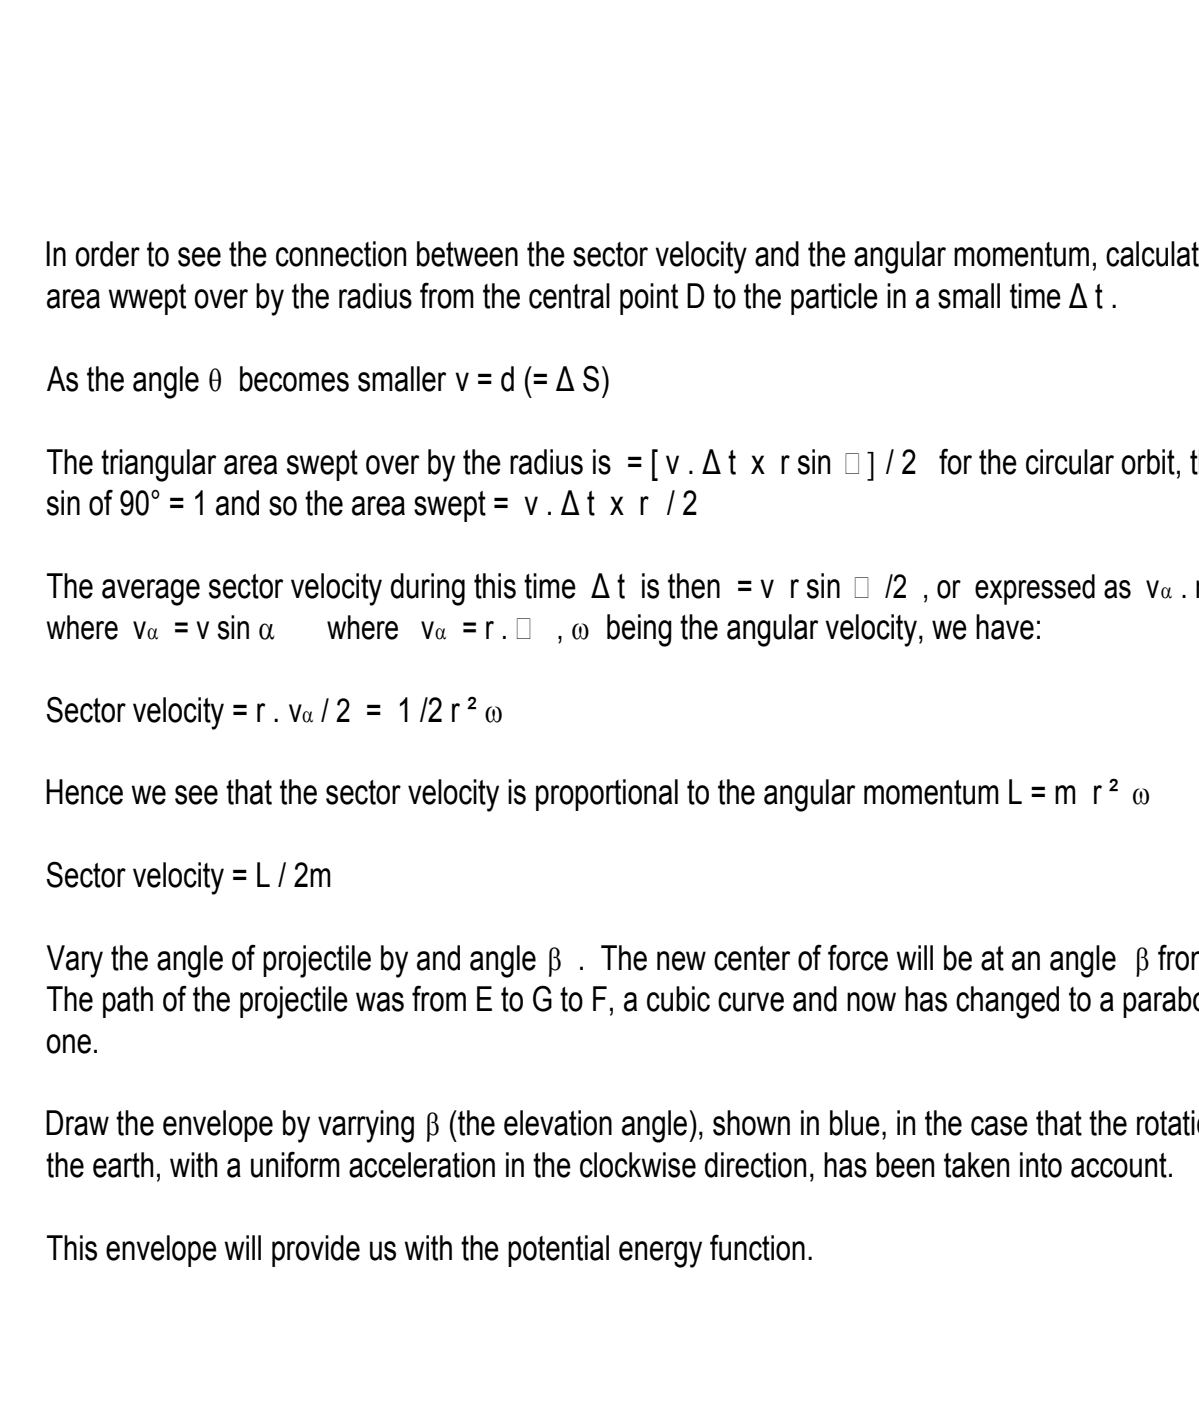 In order to see the connection between the sector velocity and the angular momentum, calculat
area wwept over by the radius from the central point D to the particle in a small time Δ t .
As the angle θ becomes smaller v = d (= Δ S)
The triangular area swept over by the radius is = [ v . Δ t x r sin □ ] / 2 for the circular orbit, t
sin of 90° = 1 and so the area swept = v . Δ t x r / 2
The average sector velocity during this time Δ t is then = v r sin □ /2 , or expressed as vα .
where vα = v sin α where vα = r . □ , ω being the angular velocity, we have:
Sector velocity = r . vα / 2 = 1 /2 r ² ω
Hence we see that the sector velocity is proportional to the angular momentum L = m r ² ω
Sector velocity = L / 2m
Vary the angle of projectile by and angle β . The new center of force will be at an angle β from
The path of the projectile was from E to G to F, a cubic curve and now has changed to a parabo
one.
Draw the envelope by varrying β (the elevation angle), shown in blue, in the case that the rotati
the earth, with a uniform acceleration in the clockwise direction, has been taken into account.
This envelope will provide us with the potential energy function.